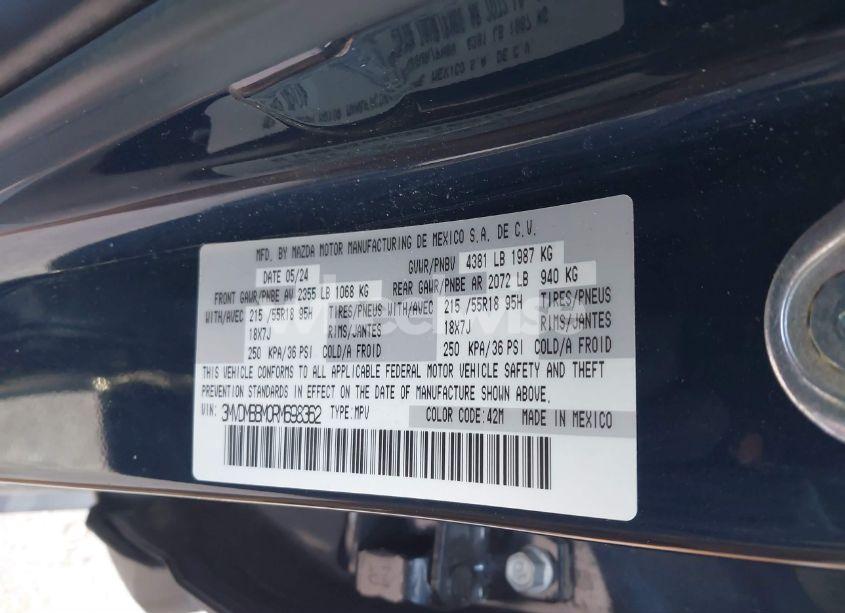 MFD. BY MAZDA MOTOR MANUFACTURING DE MEXICO S.A. DE C.V.
DATE 05/24 GVWR/PNBV 4381 LB 1987 KG
FRONT GAWR/PNBE AV 2355 LB 1068 KG REAR GAWR/PNBE AR 2072 LB 940 KG
WITH/AVEC 215 /55R18 95H TIRES/PNEUS WITH/AVEC 215 /55R18 95H TIRES/PNEUS
18X7J RIMS/JANTES 18X7J RIMS/JANTES
250 KPA/36 PSI COLD/A FROID 250 KPA/36 PSI COLD/A FROID
THIS VEHICLE CONFORMS TO ALL APPLICABLE FEDERAL MOTOR VEHICLE SAFETY AND THEFT
PREVENTION STANDARDS IN EFFECT ON THE DATE OF MANUFACTURE SHOWN ABOVE.
VIN: 3MVDMBBM0RM698362 TYPE:MPV COLOR CODE:42M MADE IN MEXICO